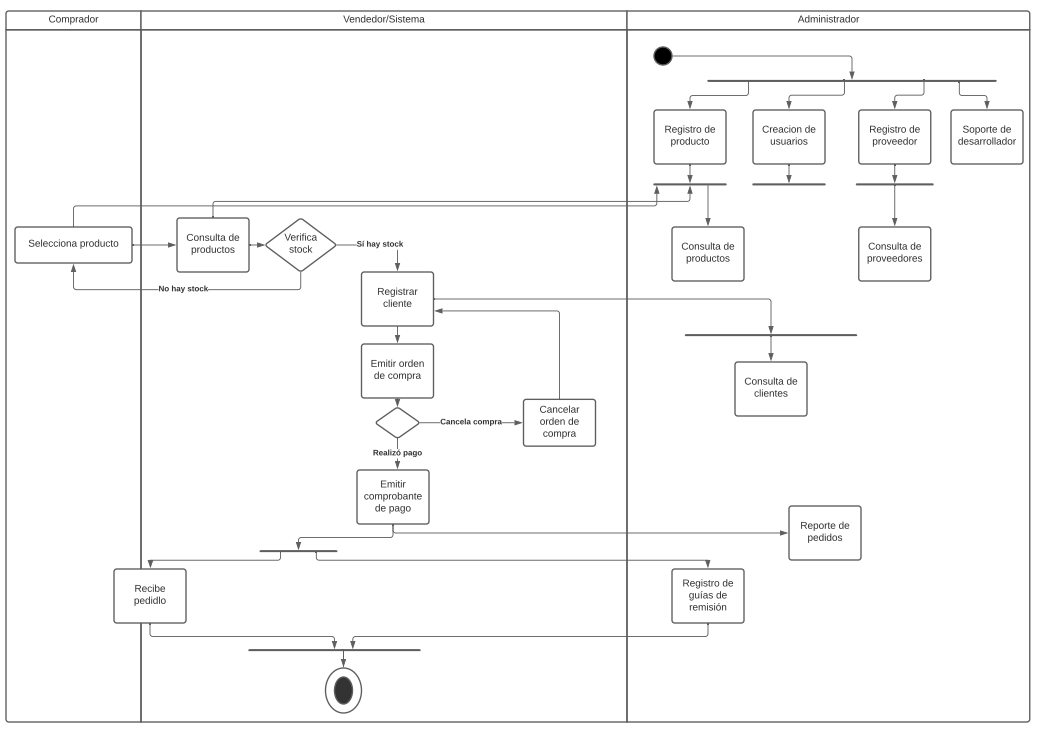 Comprador
Vendedor/Sistema
Administrador
Registro de
producto
Creacion de
usuarios
Registro de
proveedor
Soporte de
desarrollador
Selecciona producto
Consulta de
productos
Verifica
stock
Sí hay stock
No hay stock
Consulta de
productos
Consulta de
proveedores
Registrar
cliente
Emitir orden
de compra
Consulta de
clientes
Cancela compra
Cancelar
orden de
compra
Realizó pago
Emitir
comprobante
de pago
Reporte de
pedidos
Recibe
pedidlo
Registro de
guías de
remisión